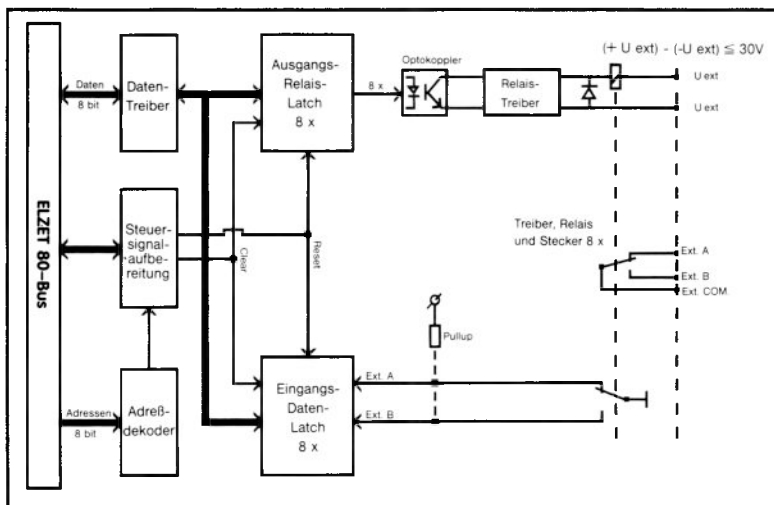 ELZET 80-Bus
Daten
8 bit
Daten-
Treiber
Ausgangs-
Relais-
Latch
8 x
8 x
Optokoppler
Relais-
Treiber
(+ U ext) - (-U ext) ≦ 30V
U ext
U ext
Steuer-
signal-
aufbe-
reitung
Clear
Reset
Treiber, Relais
und Stecker 8 x
Ext. A
Ext. B
Ext. COM
Pullup
Adressen
8 bit
Adreß-
dekoder
Eingangs-
Daten-
Latch
8 x
Ext. A
Ext. B